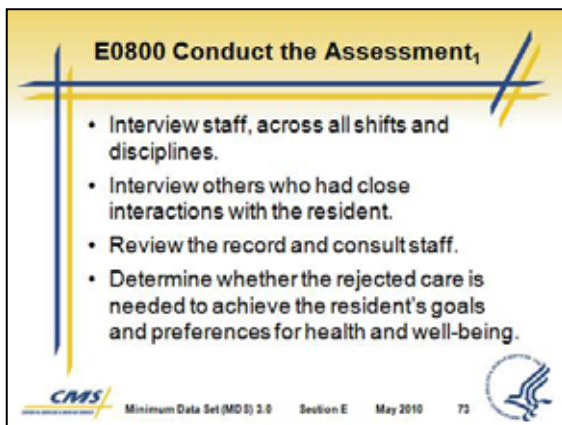 E0800 Conduct the Assessment₁
• Interview staff, across all shifts and
disciplines.
• Interview others who had close
interactions with the resident.
• Review the record and consult staff.
• Determine whether the rejected care is
needed to achieve the resident's goals
and preferences for health and well-being.
CMS
Minimum Data Set (MDS) 3.0 Section E May 2010 73